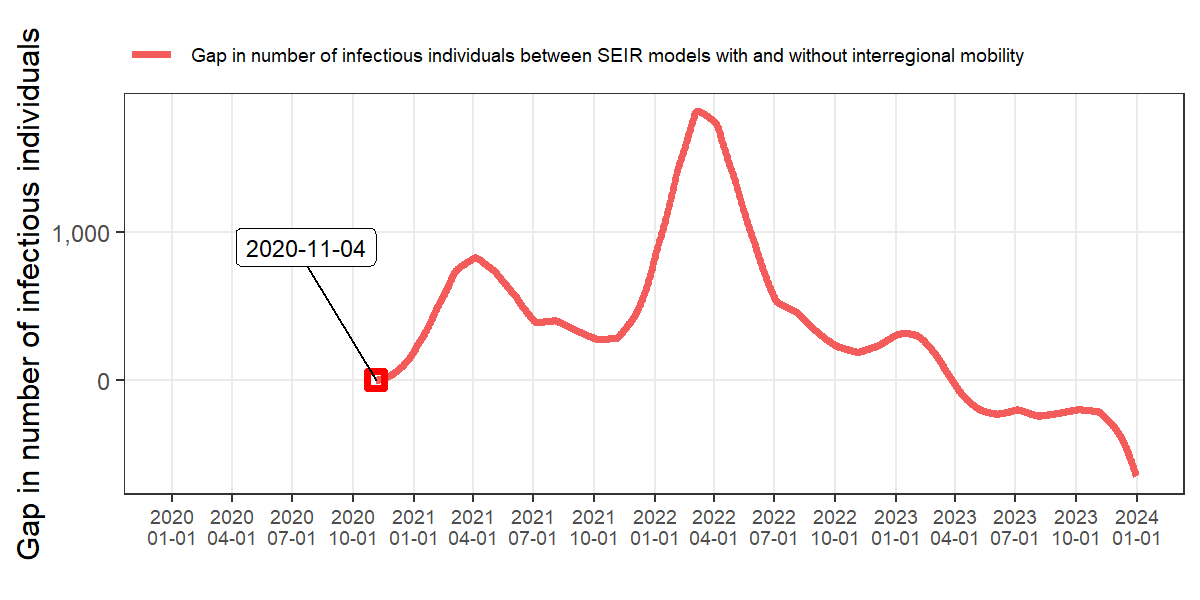 Gap in number of infectious individuals between SEIR models with and without interregional mobility
Gap in number of infectious individuals
1,000
0
2020-11-04
2020 2020 2020 2020 2021 2021 2021 2021 2022 2022 2022 2022 2023 2023 2023 2023 2024
01-01 04-01 07-01 10-01 01-01 04-01 07-01 10-01 01-01 04-01 07-01 10-01 01-01 04-01 07-01 10-01 01-01